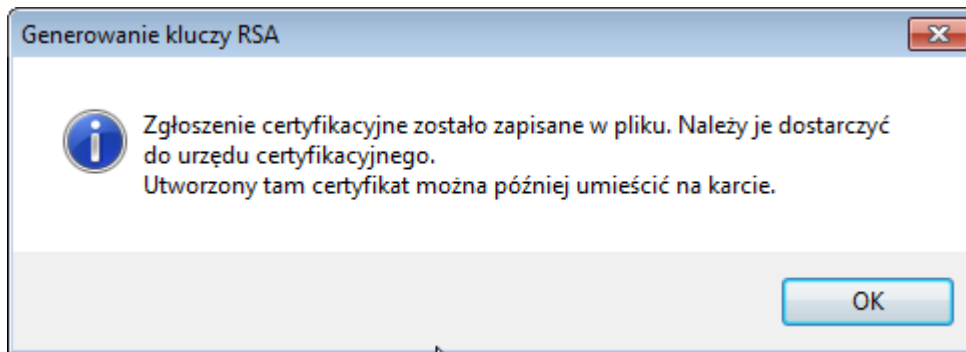 Generowanie kluczy RSA
Zgłoszenie certyfikacyjne zostało zapisane w pliku. Należy je dostarczyć
do urzędu certyfikacyjnego.
Utworzony tam certyfikat można później umieścić na karcie.
OK